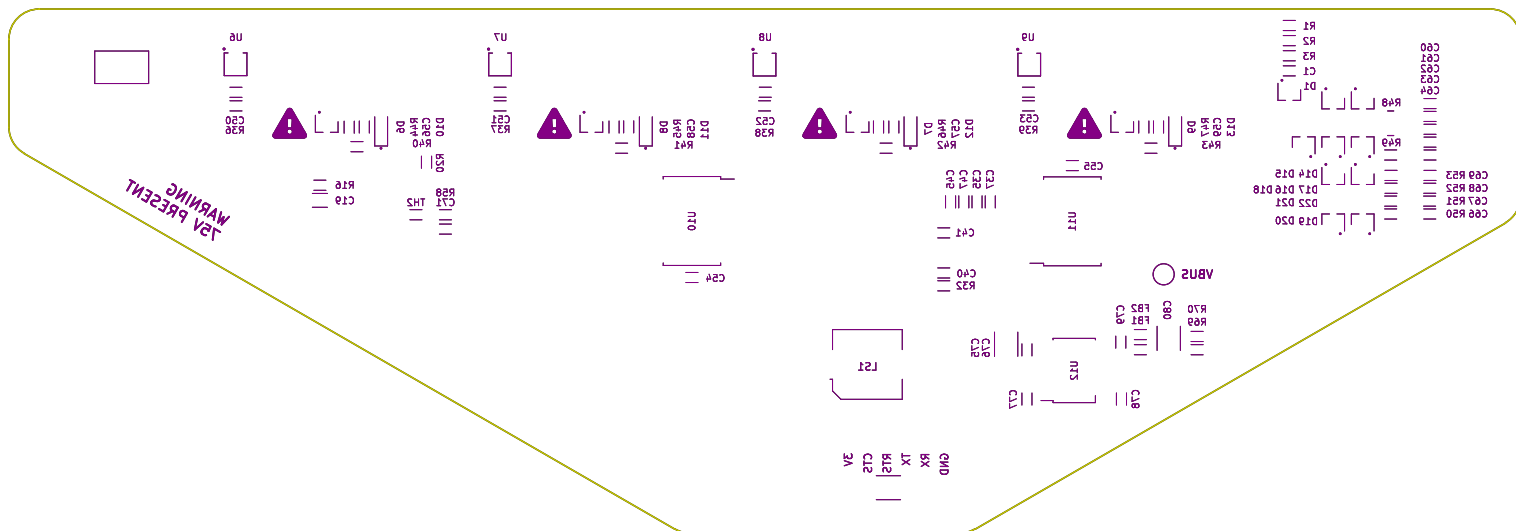 U6
U7
U8
U9
R1
R2
R3
C1
D1
C60
C61
C62
C63
C64
R48
R49
C50
R36
C51
R37
C52
R38
C53
R39
D6
R44
C56
D10
R40
R20
D8
R45
C58
D11
R41
D7
R46
C57
D12
R42
D9
R47
C59
D13
R43
C55
R16
C19
R58
C71
TH2
WARNING
75V PRESENT
U10
C54
C45
C47
C35
C37
C41
C40
R32
U11
D14 D15
D17 D16 D18
D22 D21
D19 D20
C69 R53
C68 R52
C67 R51
C66 R50
VBUS
C79
FB2
FB1
C80
R70
R69
C75
C76
U12
C77
C78
LS1
3V
CTS
RTS
TX
RX
GND